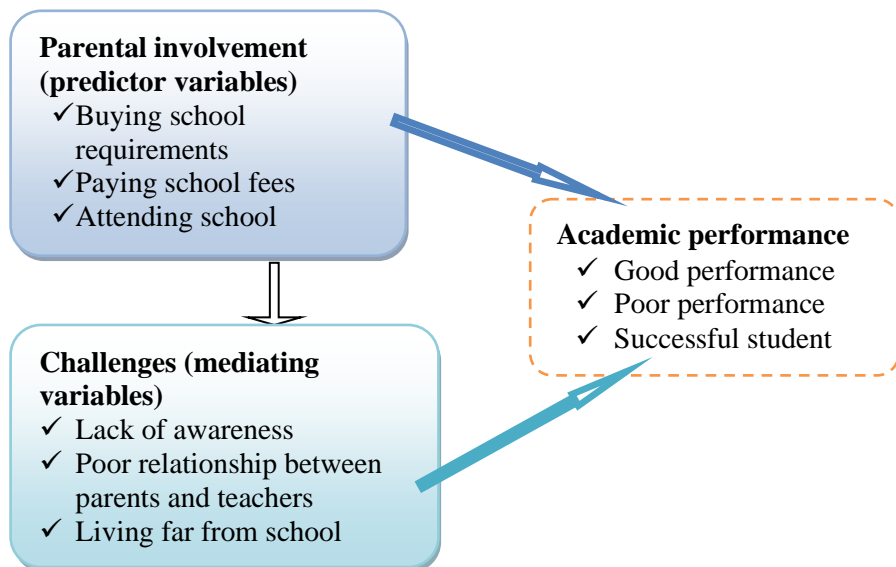 Parental involvement
(predictor variables)
✓Buying school
requirements
✓Paying school fees
✓Attending school
Academic performance
✓ Good performance
✓ Poor performance
✓ Successful student
Challenges (mediating
variables)
✓ Lack of awareness
✓ Poor relationship between
parents and teachers
✓ Living far from school